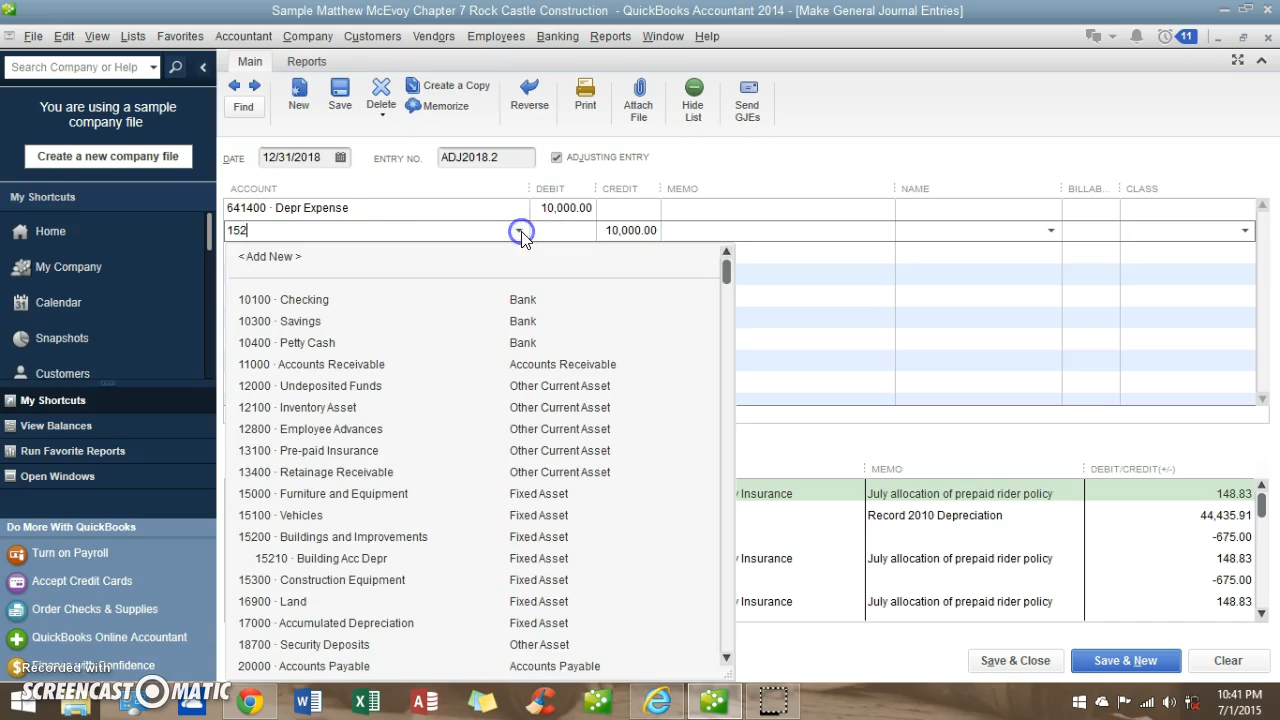 Sample Matthew McEvoy Chapter 7 Rock Castle Construction - QuickBooks Accountant 2014 - [Make General Journal Entries]
File Edit View Lists Favorites Accountant Company Customers Vendors Employees Banking Reports Window Help 11
Search Company or Help
Main Reports
You are using a sample
company file
Create a new company file
My Shortcuts
Home
My Company
Calendar
Snapshots
Customers
My Shortcuts
View Balances
Run Favorite Reports
Open Windows
Do More With QuickBooks
Turn on Payroll
Accept Credit Cards
Order Checks & Supplies
QuickBooks Online Accountant
Finance with Confidence
Find
New
Save
Delete
Create a Copy
Memorize
Reverse
Print
Attach
File
Hide
List
Send
GJEs
DATE 12/31/2018 ENTRY NO. ADJ2018.2 ADJUSTING ENTRY
ACCOUNT DEBIT CREDIT MEMO NAME BILLAB... CLASS
641400 · Depr Expense 10,000.00
152 10,000.00
< Add New >
10100 · Checking Bank
10300 · Savings Bank
10400 · Petty Cash Bank
11000 · Accounts Receivable Accounts Receivable
12000 · Undeposited Funds Other Current Asset
12100 · Inventory Asset Other Current Asset
12800 · Employee Advances Other Current Asset
13100 · Pre-paid Insurance Other Current Asset
13400 · Retainage Receivable Other Current Asset
15000 · Furniture and Equipment Fixed Asset
15100 · Vehicles Fixed Asset
15200 · Buildings and Improvements Fixed Asset
15210 · Building Acc Depr Fixed Asset
15300 · Construction Equipment Fixed Asset
16900 · Land Fixed Asset
17000 · Accumulated Depreciation Fixed Asset
18700 · Security Deposits Other Asset
20000 · Accounts Payable Accounts Payable
MEMO DEBIT/CREDIT(+/-)
Insurance July allocation of prepaid rider policy 148.83
Record 2010 Depreciation 44,435.91
-675.00
Insurance July allocation of prepaid rider policy 148.83
-675.00
Insurance July allocation of prepaid rider policy 148.83
Save & Close Save & New Clear
Recorded with
SCREENCAST MATIC
10:41 PM
7/1/2015